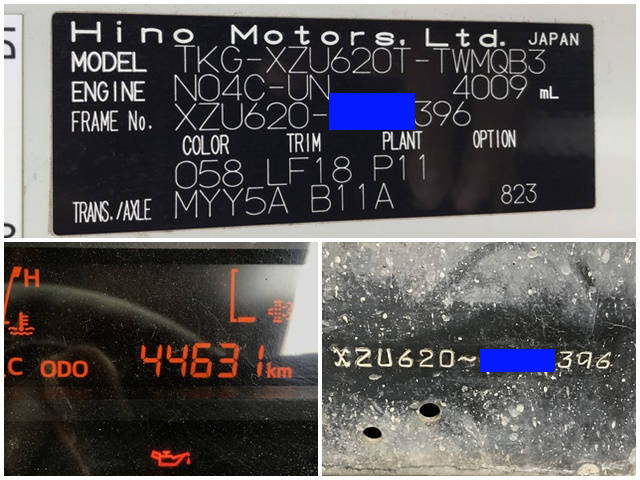 Hino Motors, Ltd. JAPAN
MODEL TKG-XZU620T-TWMQB3
ENGINE N04C-UN 4009 mL
FRAME No. XZU620- 396
COLOR TRIM PLANT OPTION
058 LF18 P11
TRANS./AXLE MYY5A B11A 823
H L
C ODO 44631 km
XZU620~ 396